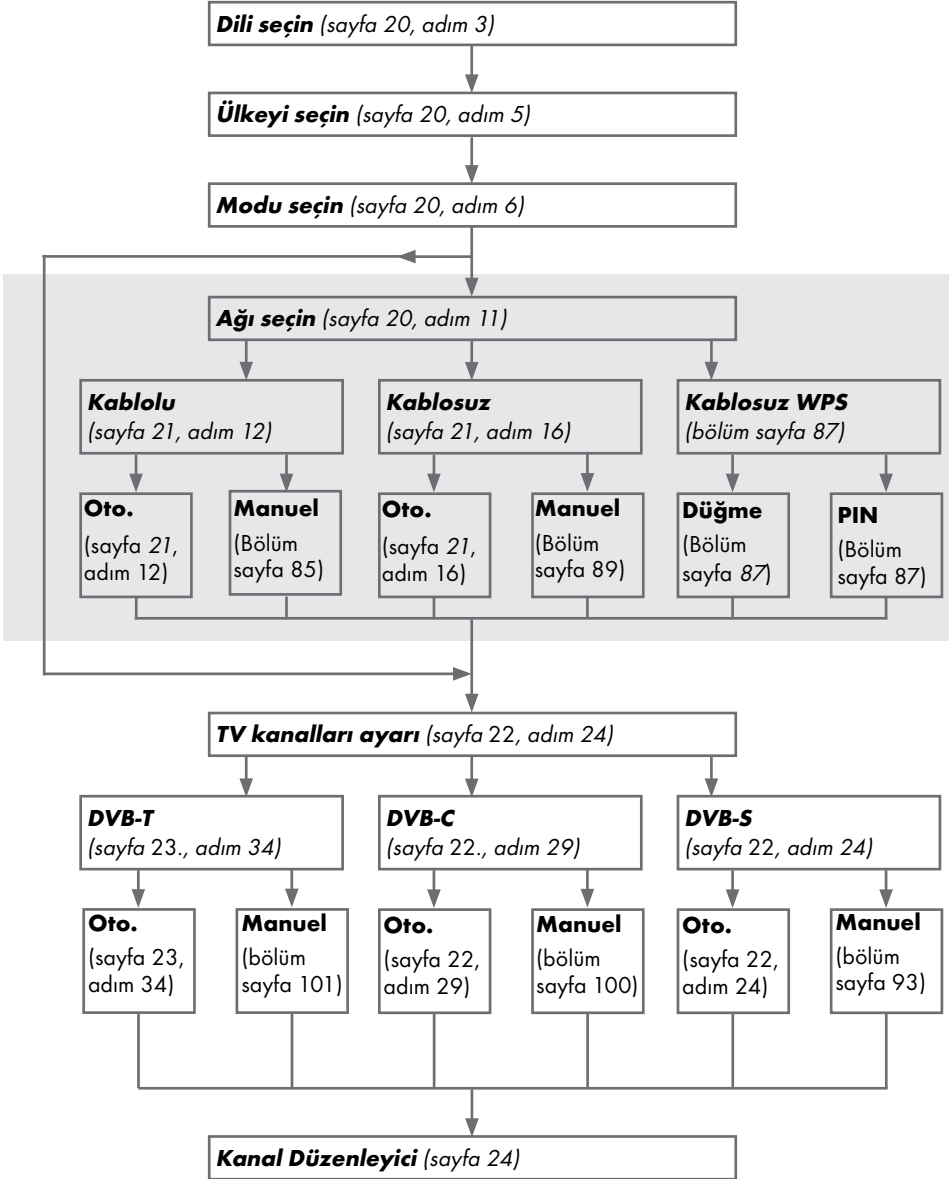 Dili seçin (sayfa 20, adım 3)
Ülkeyi seçin (sayfa 20, adım 5)
Modu seçin (sayfa 20, adım 6)
Ağı seçin (sayfa 20, adım 11)
Kablolu
(sayfa 21, adım 12)
Kablosuz
(sayfa 21, adım 16)
Kablosuz WPS
(bölüm sayfa 87)
Oto.
(sayfa 21,
adım 12)
Manuel
(Bölüm
sayfa 85)
Oto.
(sayfa 21,
adım 16)
Manuel
(Bölüm
sayfa 89)
Düğme
(Bölüm
sayfa 87)
PIN
(Bölüm
sayfa 87)
TV kanalları ayarı (sayfa 22, adım 24)
DVB-T
(sayfa 23., adım 34)
DVB-C
(sayfa 22., adım 29)
DVB-S
(sayfa 22, adım 24)
Oto.
(sayfa 23,
adım 34)
Manuel
(bölüm
sayfa 101)
Oto.
(sayfa 22,
adım 29)
Manuel
(bölüm
sayfa 100)
Oto.
(sayfa 22,
adım 24)
Manuel
(bölüm
sayfa 93)
Kanal Düzenleyici (sayfa 24)